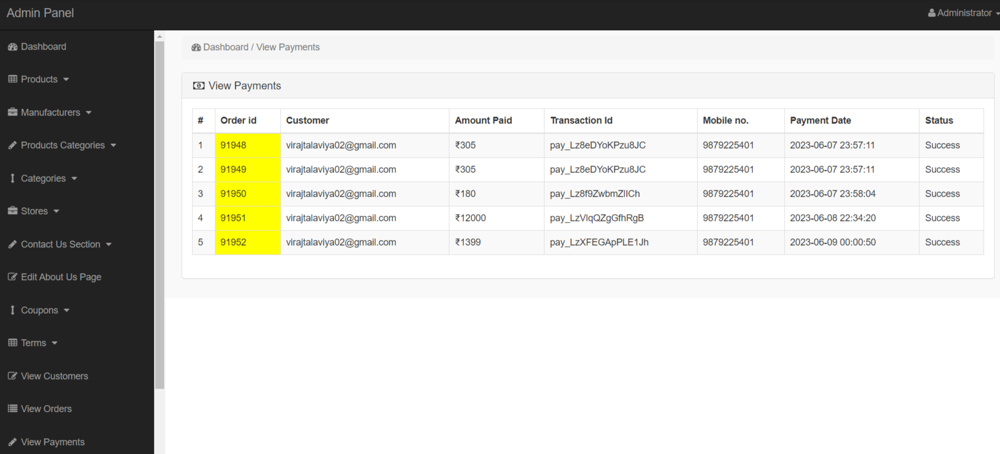 Admin Panel
Administrator
Dashboard
Products
Manufacturers
Products Categories
Categories
Stores
Contact Us Section
Edit About Us Page
Coupons
Terms
View Customers
View Orders
View Payments
Dashboard / View Payments
View Payments
# Order id Customer Amount Paid Transaction Id Mobile no. Payment Date Status
1 91948 virajtalaviya02@gmail.com ₹305 pay_Lz8eDYoKPzu8JC 9879225401 2023-06-07 23:57:11 Success
2 91949 virajtalaviya02@gmail.com ₹305 pay_Lz8eDYoKPzu8JC 9879225401 2023-06-07 23:57:11 Success
3 91950 virajtalaviya02@gmail.com ₹180 pay_Lz8f9ZwbmZlICh 9879225401 2023-06-07 23:58:04 Success
4 91951 virajtalaviya02@gmail.com ₹12000 pay_LzVlqQZgGfhRgB 9879225401 2023-06-08 22:34:20 Success
5 91952 virajtalaviya02@gmail.com ₹1399 pay_LzXFEGApPLE1Jh 9879225401 2023-06-09 00:00:50 Success